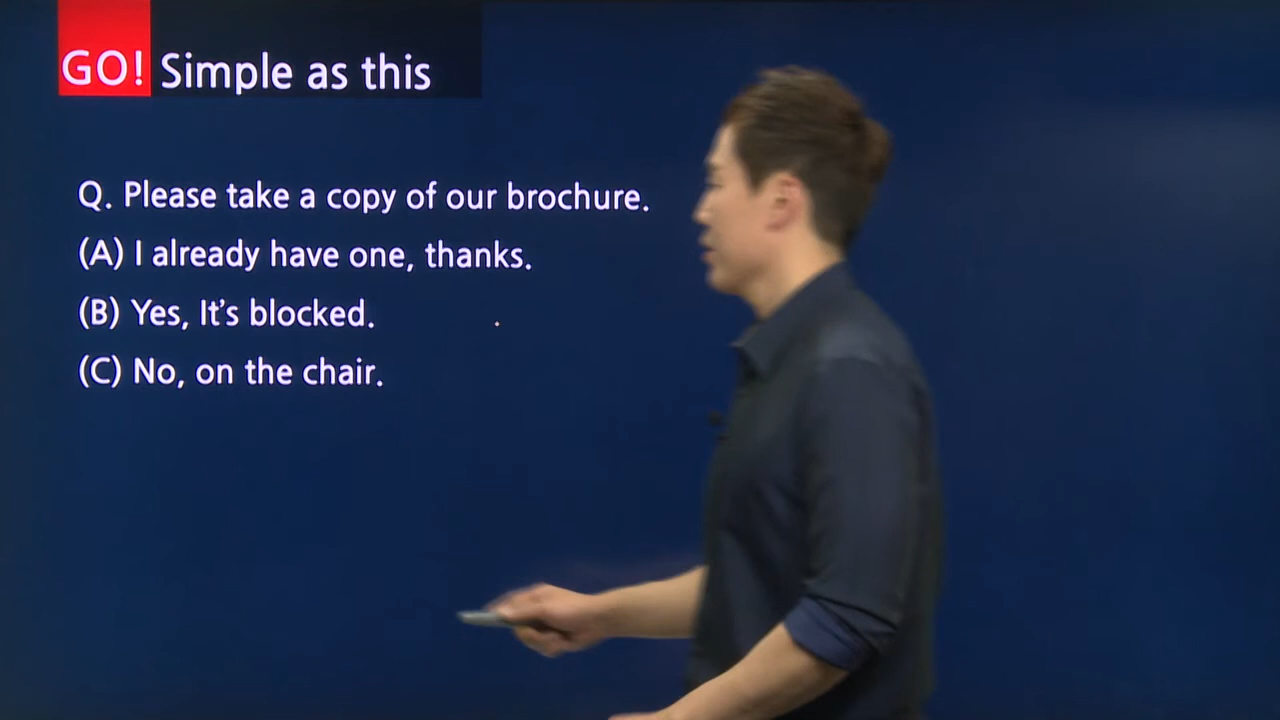 GO! Simple as this
Q. Please take a copy of our brochure.
(A) I already have one, thanks.
(B) Yes, It's blocked.
(C) No, on the chair.